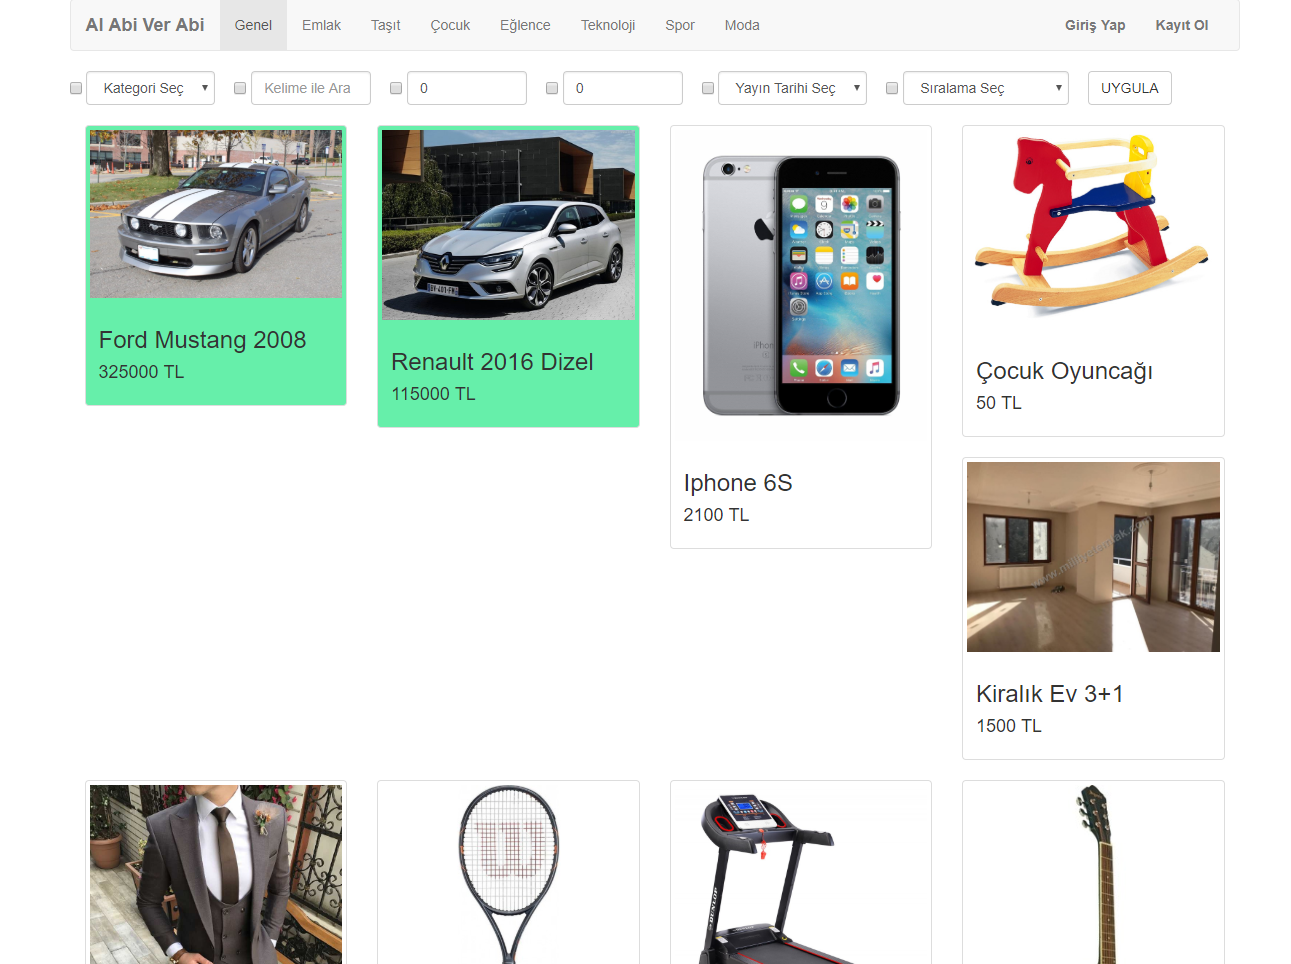 Al Abi Ver Abi Genel Emlak Taşıt Çocuk Eğlence Teknoloji Spor Moda Giriş Yap Kayıt Ol
Kategori Seç Kelime ile Ara 0 0 Yayın Tarihi Seç Sıralama Seç UYGULA
Ford Mustang 2008
325000 TL
Renault 2016 Dizel
115000 TL
iPhone
Iphone 6S
2100 TL
Çocuk Oyuncağı
50 TL
Kiralık Ev 3+1
1500 TL
W
DUNLOP